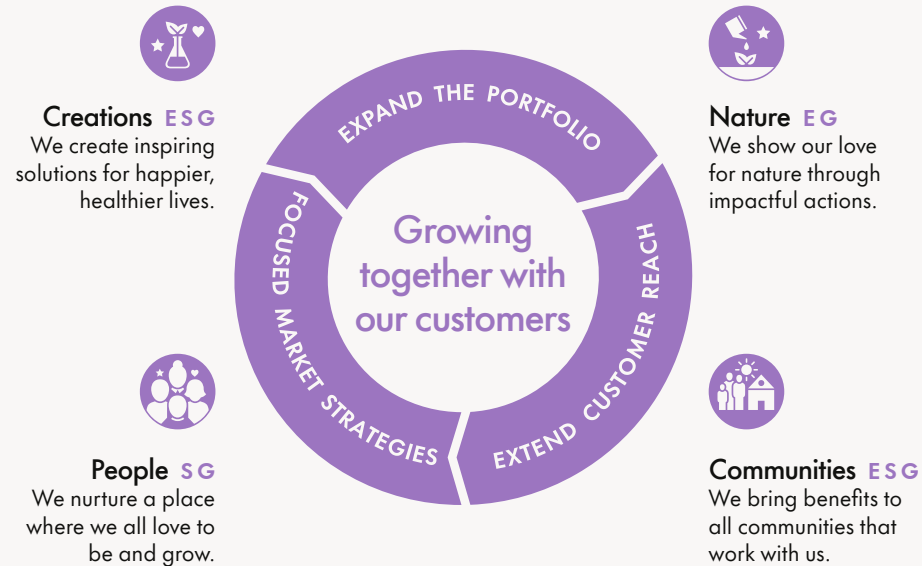 Creations ESG
We create inspiring
solutions for happier,
healthier lives.
EXPAND THE PORTFOLIO
Nature EG
We show our love
for nature through
impactful actions.
FOCUSED MARKET STRATEGIES
Growing
together with
our customers
EXTEND CUSTOMER REACH
People SG
We nurture a place
where we all love to
be and grow.
Communities ESG
We bring benefits to
all communities that
work with us.